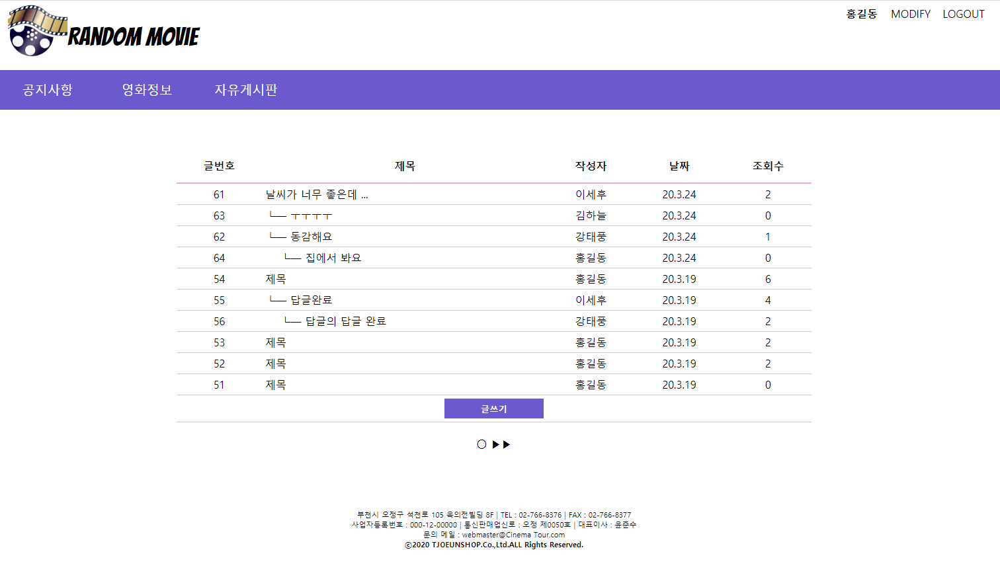 홍길동 MODIFY LOGOUT
RANDOM MOVIE
공지사항 영화정보 자유게시판
글번호 제목 작성자 날짜 조회수
61 날씨가 너무 좋은데 ... 이세후 20.3.24 2
63 └─ ㅜㅜㅜㅜ 김하늘 20.3.24 0
62 └─ 동감해요 강태풍 20.3.24 1
64 └─ 집에서 봐요 홍길동 20.3.24 0
54 제목 홍길동 20.3.19 6
55 └─ 답글완료 이세후 20.3.19 4
56 └─ 답글의 답글 완료 강태풍 20.3.19 2
53 제목 홍길동 20.3.19 2
52 제목 홍길동 20.3.19 2
51 제목 홍길동 20.3.19 0
글쓰기
○ ▶▶
부천시 오정구 석천로 105 육의전빌딩 8F | TEL : 02-766-8376 | FAX : 02-766-8377
사업자등록번호 : 000-12-00000 | 통신판매업신로 : 오정 제0050호 | 대표이사 : 윤준수
문의 메일 : webmaster@Cinema Tour.com
©2020 TJOEUNSHOP.Co.,Ltd.ALL Rights Reserved.